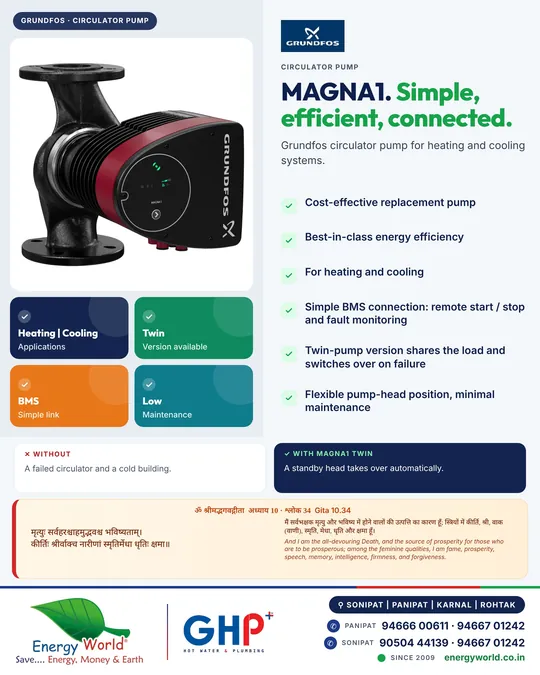 GRUNDFOS · CIRCULATOR PUMP
GRUNDFOS
GRUNDFOS
CIRCULATOR PUMP
MAGNA1. Simple,
efficient, connected.
Grundfos circulator pump for heating and cooling
systems.
Cost-effective replacement pump
Best-in-class energy efficiency
For heating and cooling
Simple BMS connection: remote start / stop
and fault monitoring
Twin-pump version shares the load and
switches over on failure
Flexible pump-head position, minimal
maintenance
Heating | Cooling
Applications
Twin
Version available
BMS
Simple link
Low
Maintenance
✕ WITHOUT
A failed circulator and a cold building.
✓ WITH MAGNA1 TWIN
A standby head takes over automatically.
ॐ श्रीमद्भगवद्गीता अध्याय 10 · श्लोक 34 Gita 10.34
मृत्युः सर्वहरश्चाहमुद्भवश्च भविष्यताम्।
कीर्तिः श्रीर्वाक्च नारीणां स्मृतिर्मेधा धृतिः क्षमा॥
मैं सर्वभक्षक मृत्यु और भविष्य में होने वालों की उत्पत्ति का कारण हूँ; स्त्रियों में कीर्ति, श्री, वाक
(वाणी), स्मृति, मेधा, धृति और क्षमा हूँ।
And I am the all-devouring Death, and the source of prosperity for those who
are to be prosperous; among the feminine qualities, I am fame, prosperity,
speech, memory, intelligence, firmness, and forgiveness.
Energy World
Save.... Energy, Money & Earth
GHP+
HOT WATER & PLUMBING
SONIPAT | PANIPAT | KARNAL | ROHTAK
PANIPAT 94666 00611 · 94667 01242
SONIPAT 90504 44139 · 94667 01242
SINCE 2009 energyworld.co.in